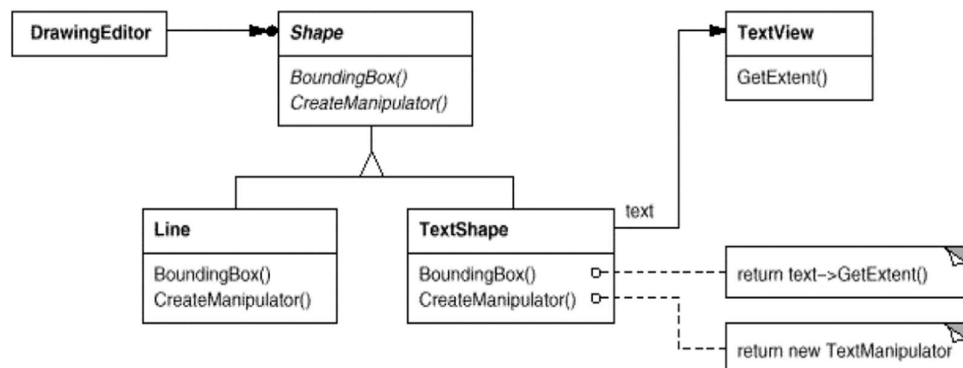 DrawingEditor
Shape
BoundingBox()
CreateManipulator()
TextView
GetExtent()
Line
BoundingBox()
CreateManipulator()
TextShape
BoundingBox()
CreateManipulator()
text
return text->GetExtent()
return new TextManipulator